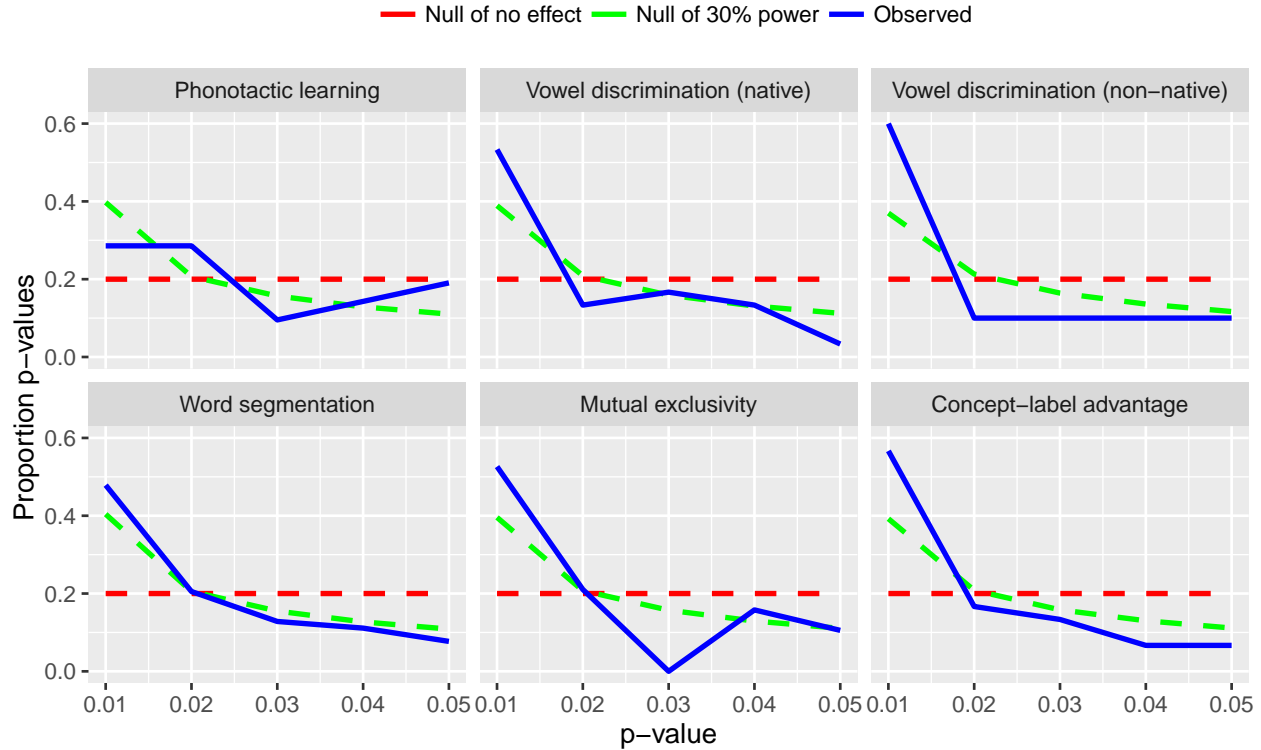 Null of no effect Null of 30% power Observed
Phonotactic learning Vowel discrimination (native) Vowel discrimination (non−native)
0.6
0.4
0.2
0.0
Word segmentation Mutual exclusivity Concept−label advantage
0.6
0.4
0.2
0.0
0.01 0.02 0.03 0.04 0.05 0.01 0.02 0.03 0.04 0.05 0.01 0.02 0.03 0.04 0.05
p−value
Proportion p−values